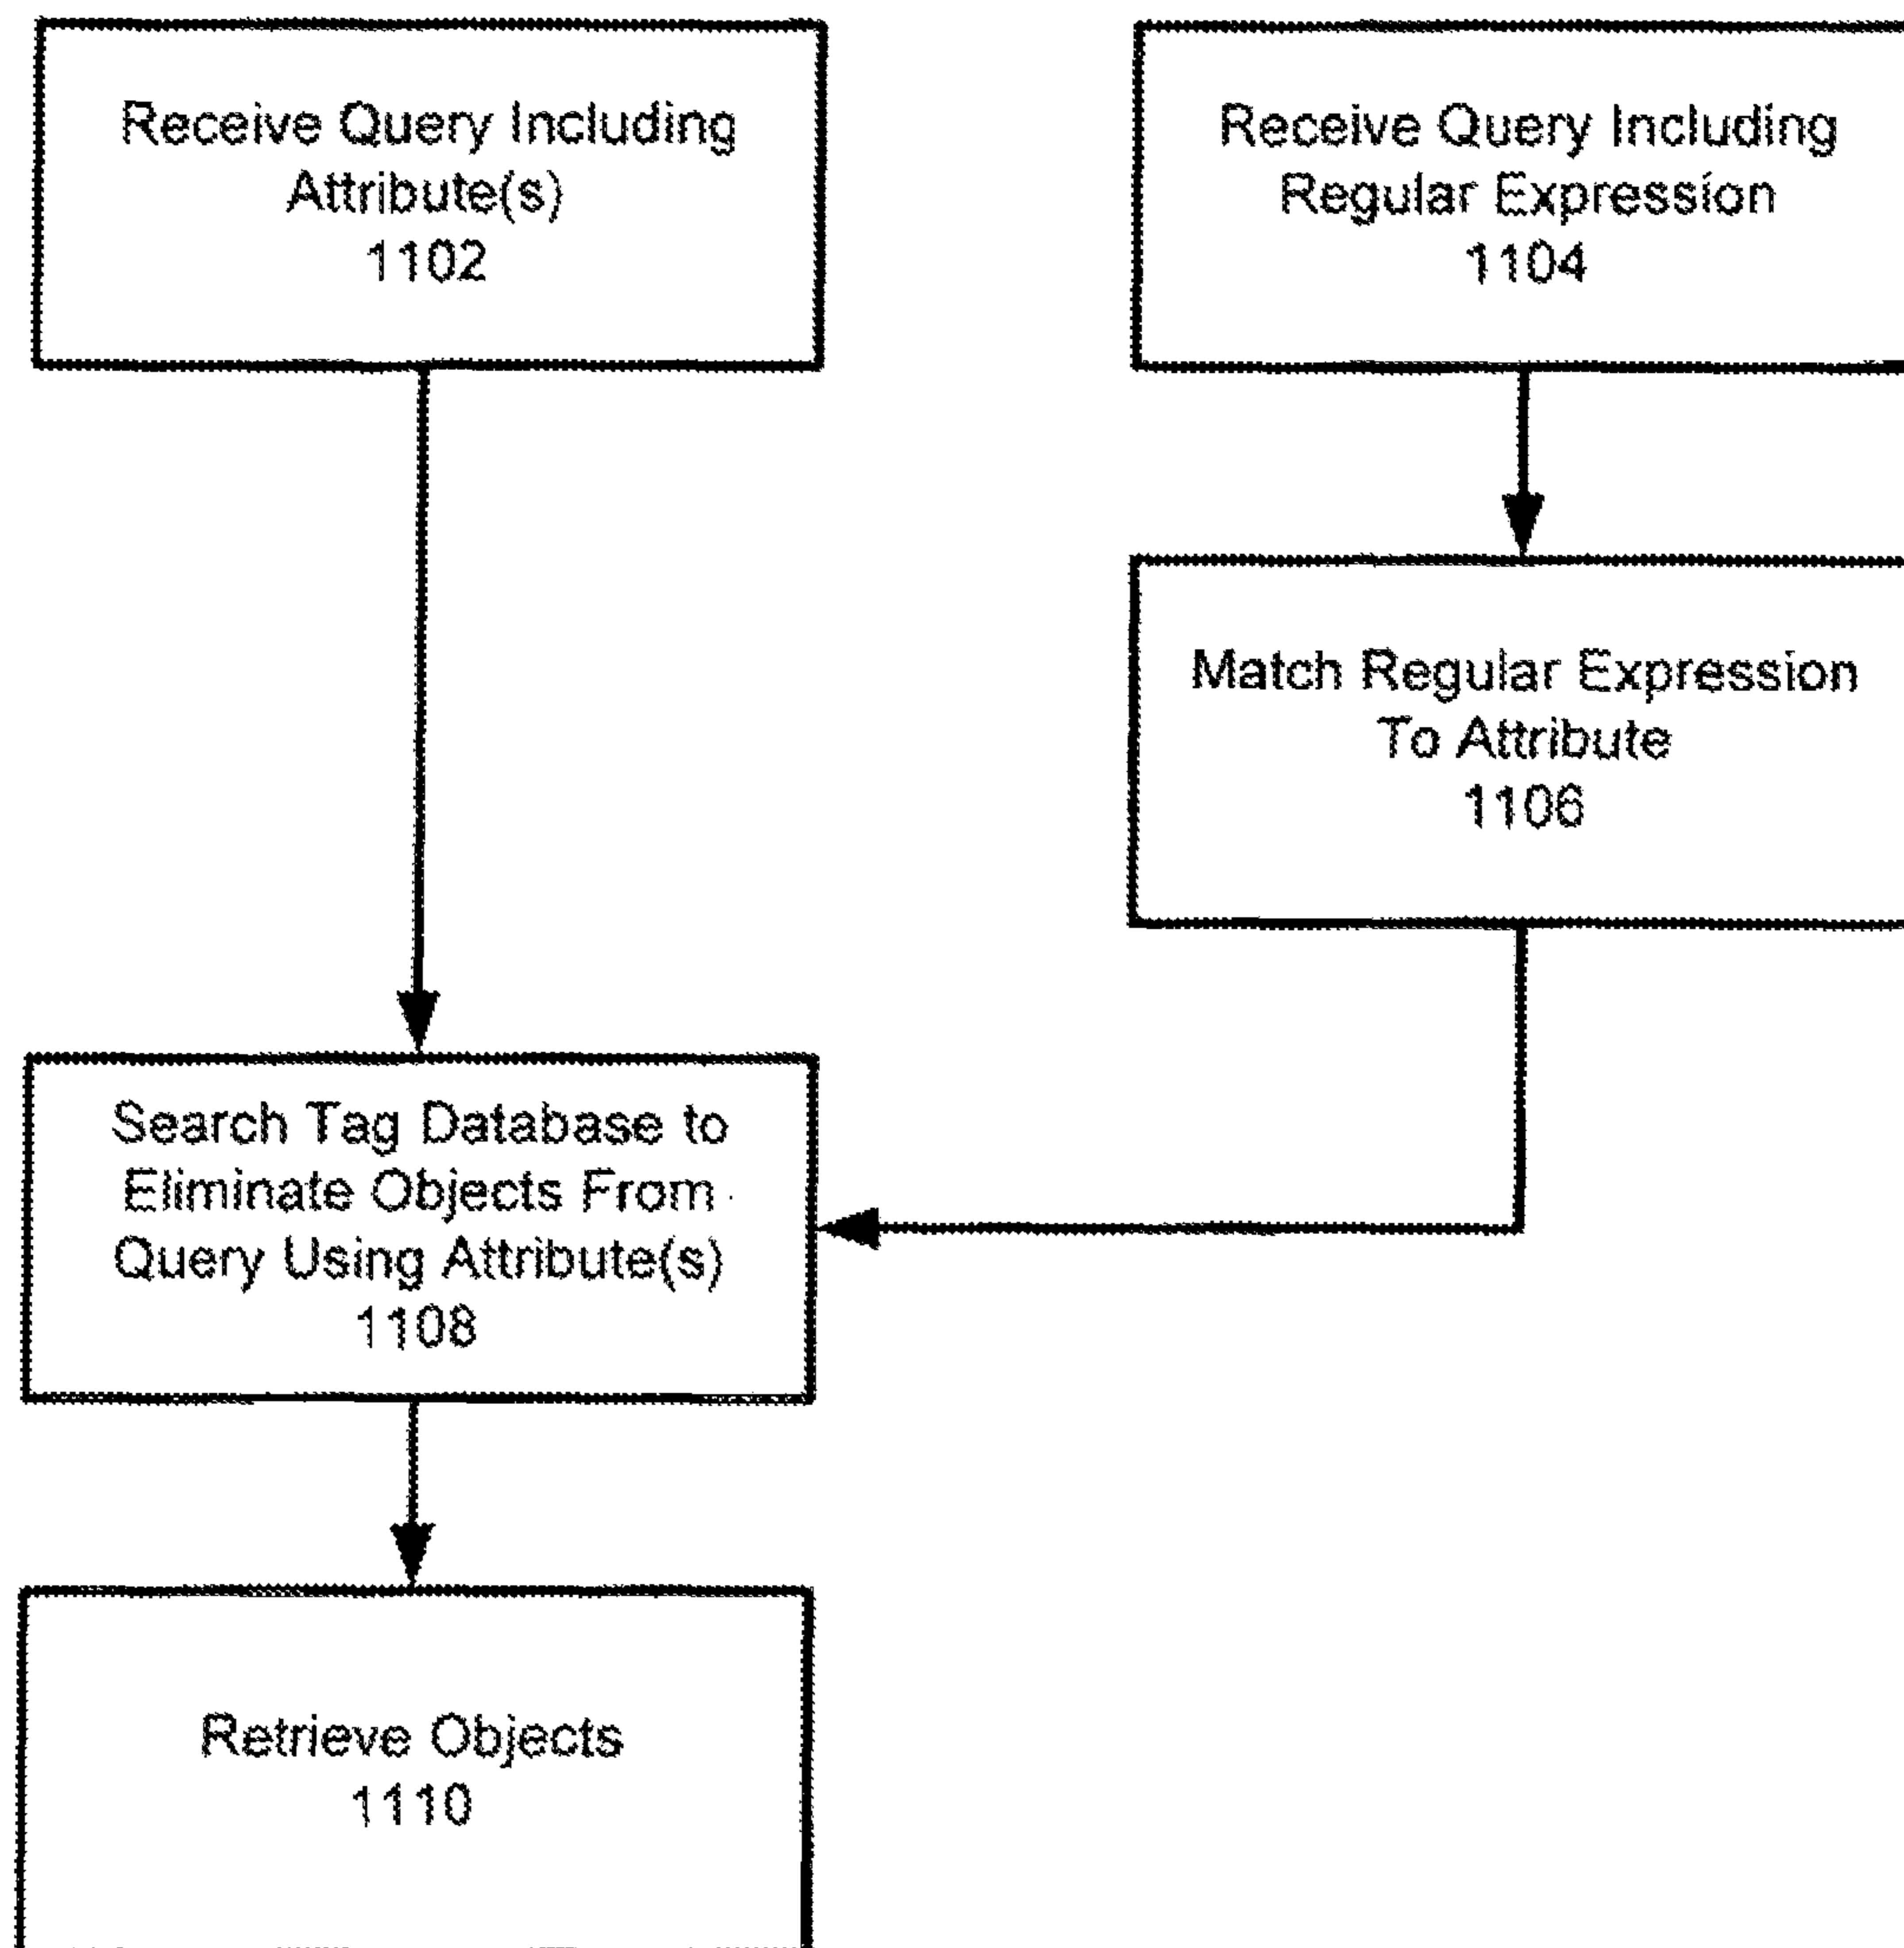 Receive Query Including
Attribute(s)
1102
Receive Query Including
Regular Expression
1104
Match Regular Expression
To Attribute
1106
Search Tag Database to
Eliminate Objects From
Query Using Attribute(s)
1108
Retrieve Objects
1110